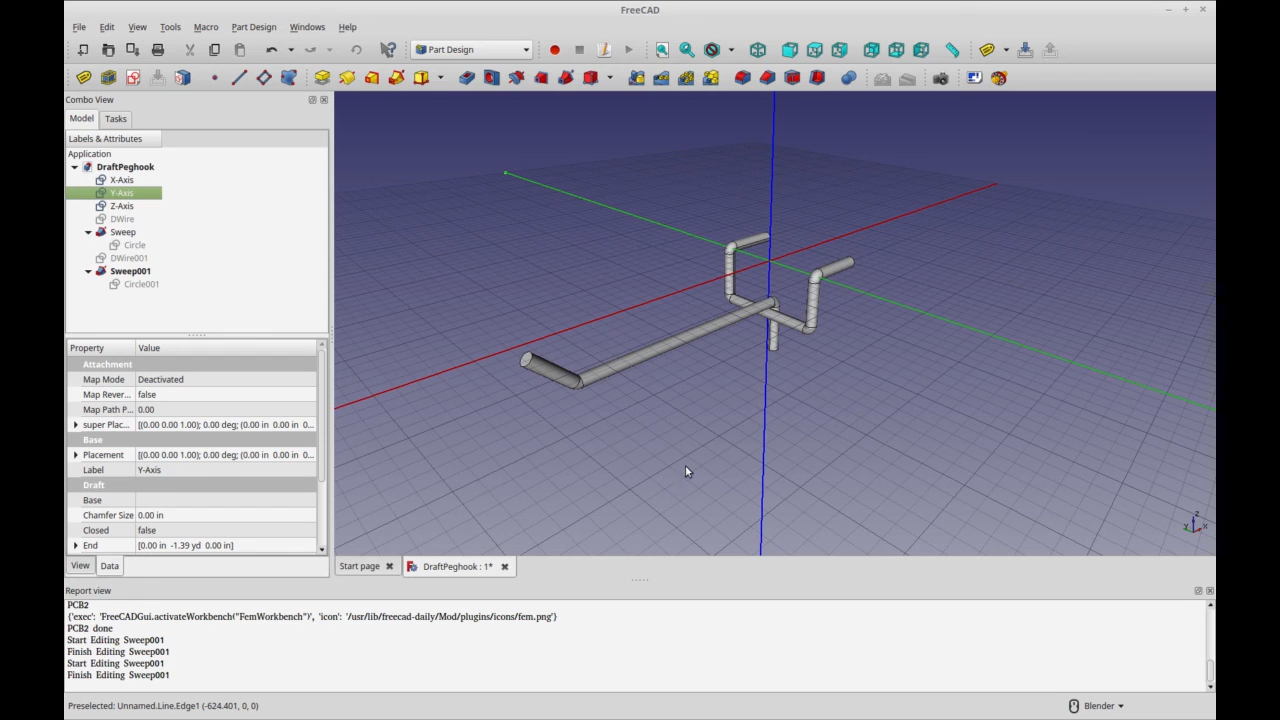 FreeCAD
File Edit View Tools Macro Part Design Windows Help
Part Design
Combo View
Model Tasks
Labels & Attributes
Application
DraftPeghook
X-Axis
Y-Axis
Z-Axis
DWire
Sweep
Circle
DWire001
Sweep001
Circle001
Property Value
Attachment
Map Mode Deactivated
Map Rever... false
Map Path P... 0.00
super Plac... [(0.00 0.00 1.00); 0.00 deg; (0.00 in 0.00 in 0...
Base
Placement [(0.00 0.00 1.00); 0.00 deg; (0.00 in 0.00 in 0...
Label Y-Axis
Draft
Base
Chamfer Size 0.00 in
Closed false
End [0.00 in -1.39 yd 0.00 in]
View Data
Z
Y X
Start page DraftPeghook : 1*
Report view
PCB2
{'exec': 'FreeCADGui.activateWorkbench("FemWorkbench")', 'icon': '/usr/lib/freecad-daily/Mod/plugins/icons/fem.png'}
PCB2 done
Start Editing Sweep001
Finish Editing Sweep001
Start Editing Sweep001
Finish Editing Sweep001
Preselected: Unnamed.Line.Edge1 (-624.401, 0, 0)
Blender